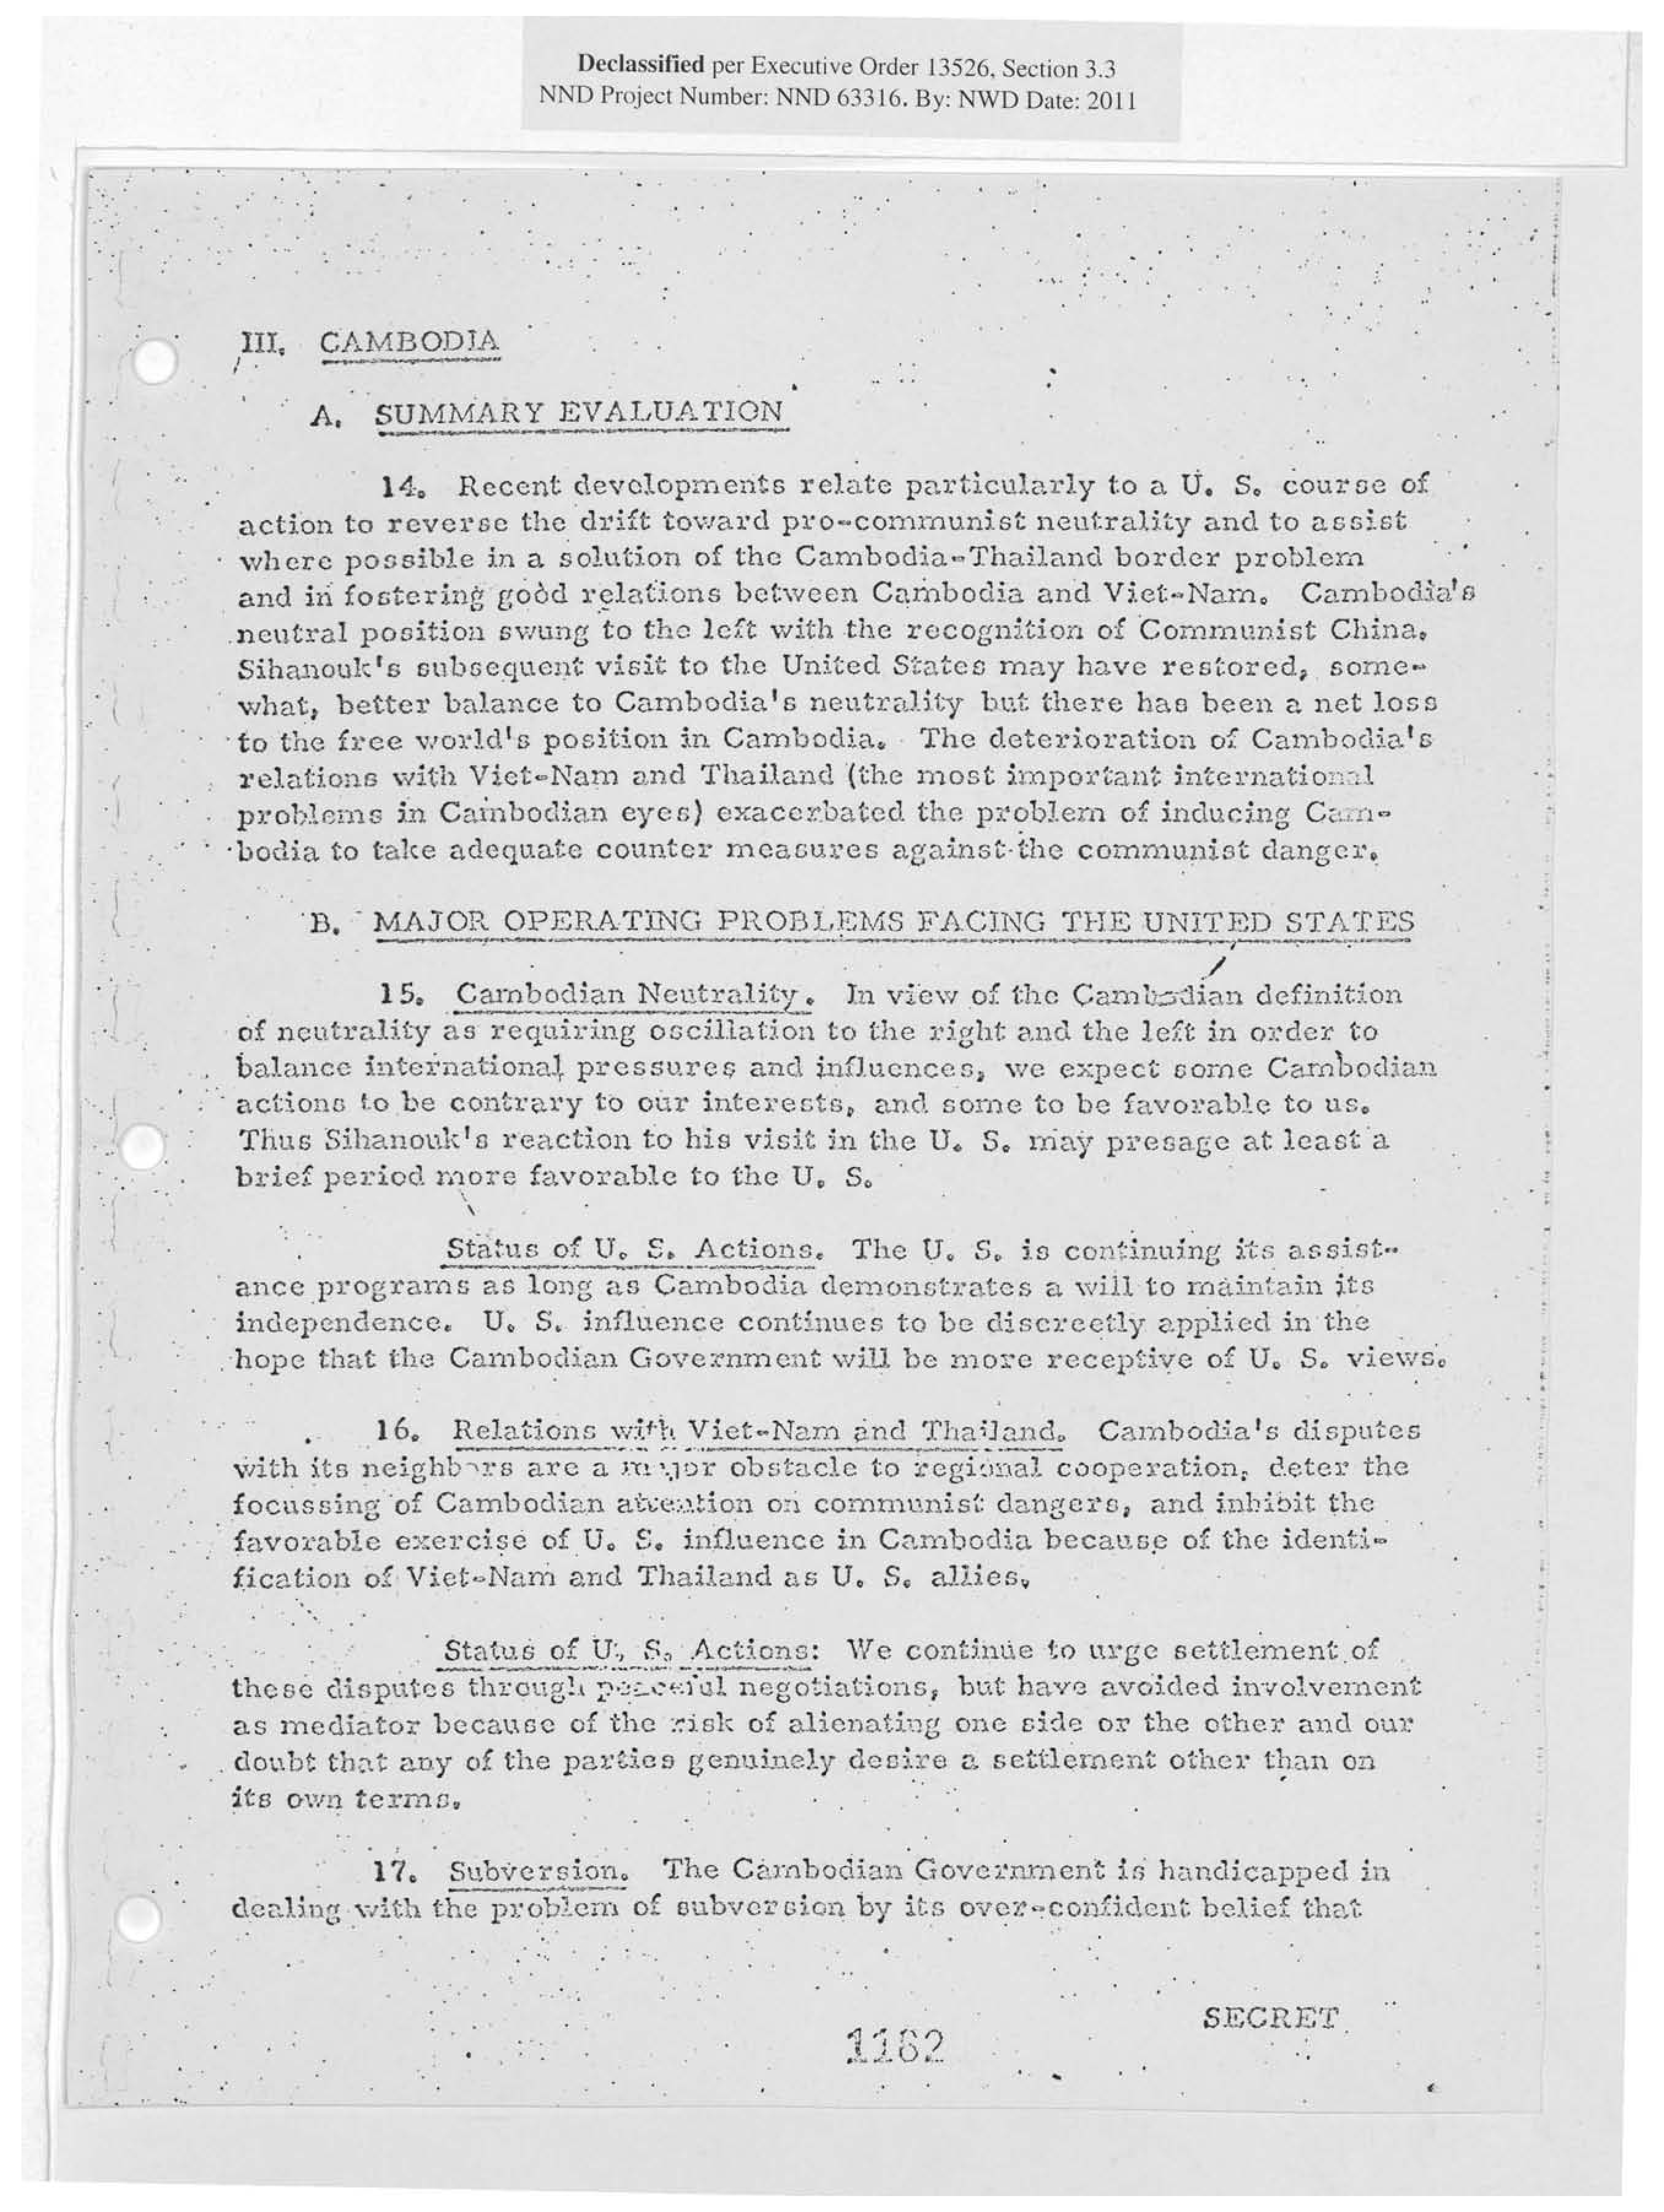 Declassified per Executive Order 13526, Section 3.3
NND Project Number: NND 63316. By: NWD Date: 2011
III. CAMBODIA
A. SUMMARY EVALUATION
14. Recent developments relate particularly to a U. S. course of
action to reverse the drift toward pro-communist neutrality and to assist
where possible in a solution of the Cambodia-Thailand border problem
and in fostering good relations between Cambodia and Viet-Nam. Cambodia's
neutral position swung to the left with the recognition of Communist China.
Sihanouk's subsequent visit to the United States may have restored, some-
what, better balance to Cambodia's neutrality but there has been a net loss
to the free world's position in Cambodia. The deterioration of Cambodia's
relations with Viet-Nam and Thailand (the most important international
problems in Cambodian eyes) exacerbated the problem of inducing Cam-
bodia to take adequate counter measures against the communist danger.
B. MAJOR OPERATING PROBLEMS FACING THE UNITED STATES
15. Cambodian Neutrality. In view of the Cambodian definition
of neutrality as requiring oscillation to the right and the left in order to
balance international pressures and influences, we expect some Cambodian
actions to be contrary to our interests, and some to be favorable to us.
Thus Sihanouk's reaction to his visit in the U. S. may presage at least a
brief period more favorable to the U. S.
Status of U. S. Actions. The U. S. is continuing its assist-
ance programs as long as Cambodia demonstrates a will to maintain its
independence. U. S. influence continues to be discreetly applied in the
hope that the Cambodian Government will be more receptive of U. S. views.
16. Relations with Viet-Nam and Thailand. Cambodia's disputes
with its neighbors are a major obstacle to regional cooperation, deter the
focussing of Cambodian attention on communist dangers, and inhibit the
favorable exercise of U. S. influence in Cambodia because of the identi-
fication of Viet-Nam and Thailand as U. S. allies.
Status of U. S. Actions: We continue to urge settlement of
these disputes through peaceful negotiations, but have avoided involvement
as mediator because of the risk of alienating one side or the other and our
doubt that any of the parties genuinely desire a settlement other than on
its own terms.
17. Subversion. The Cambodian Government is handicapped in
dealing with the problem of subversion by its over-confident belief that
SECRET
1162